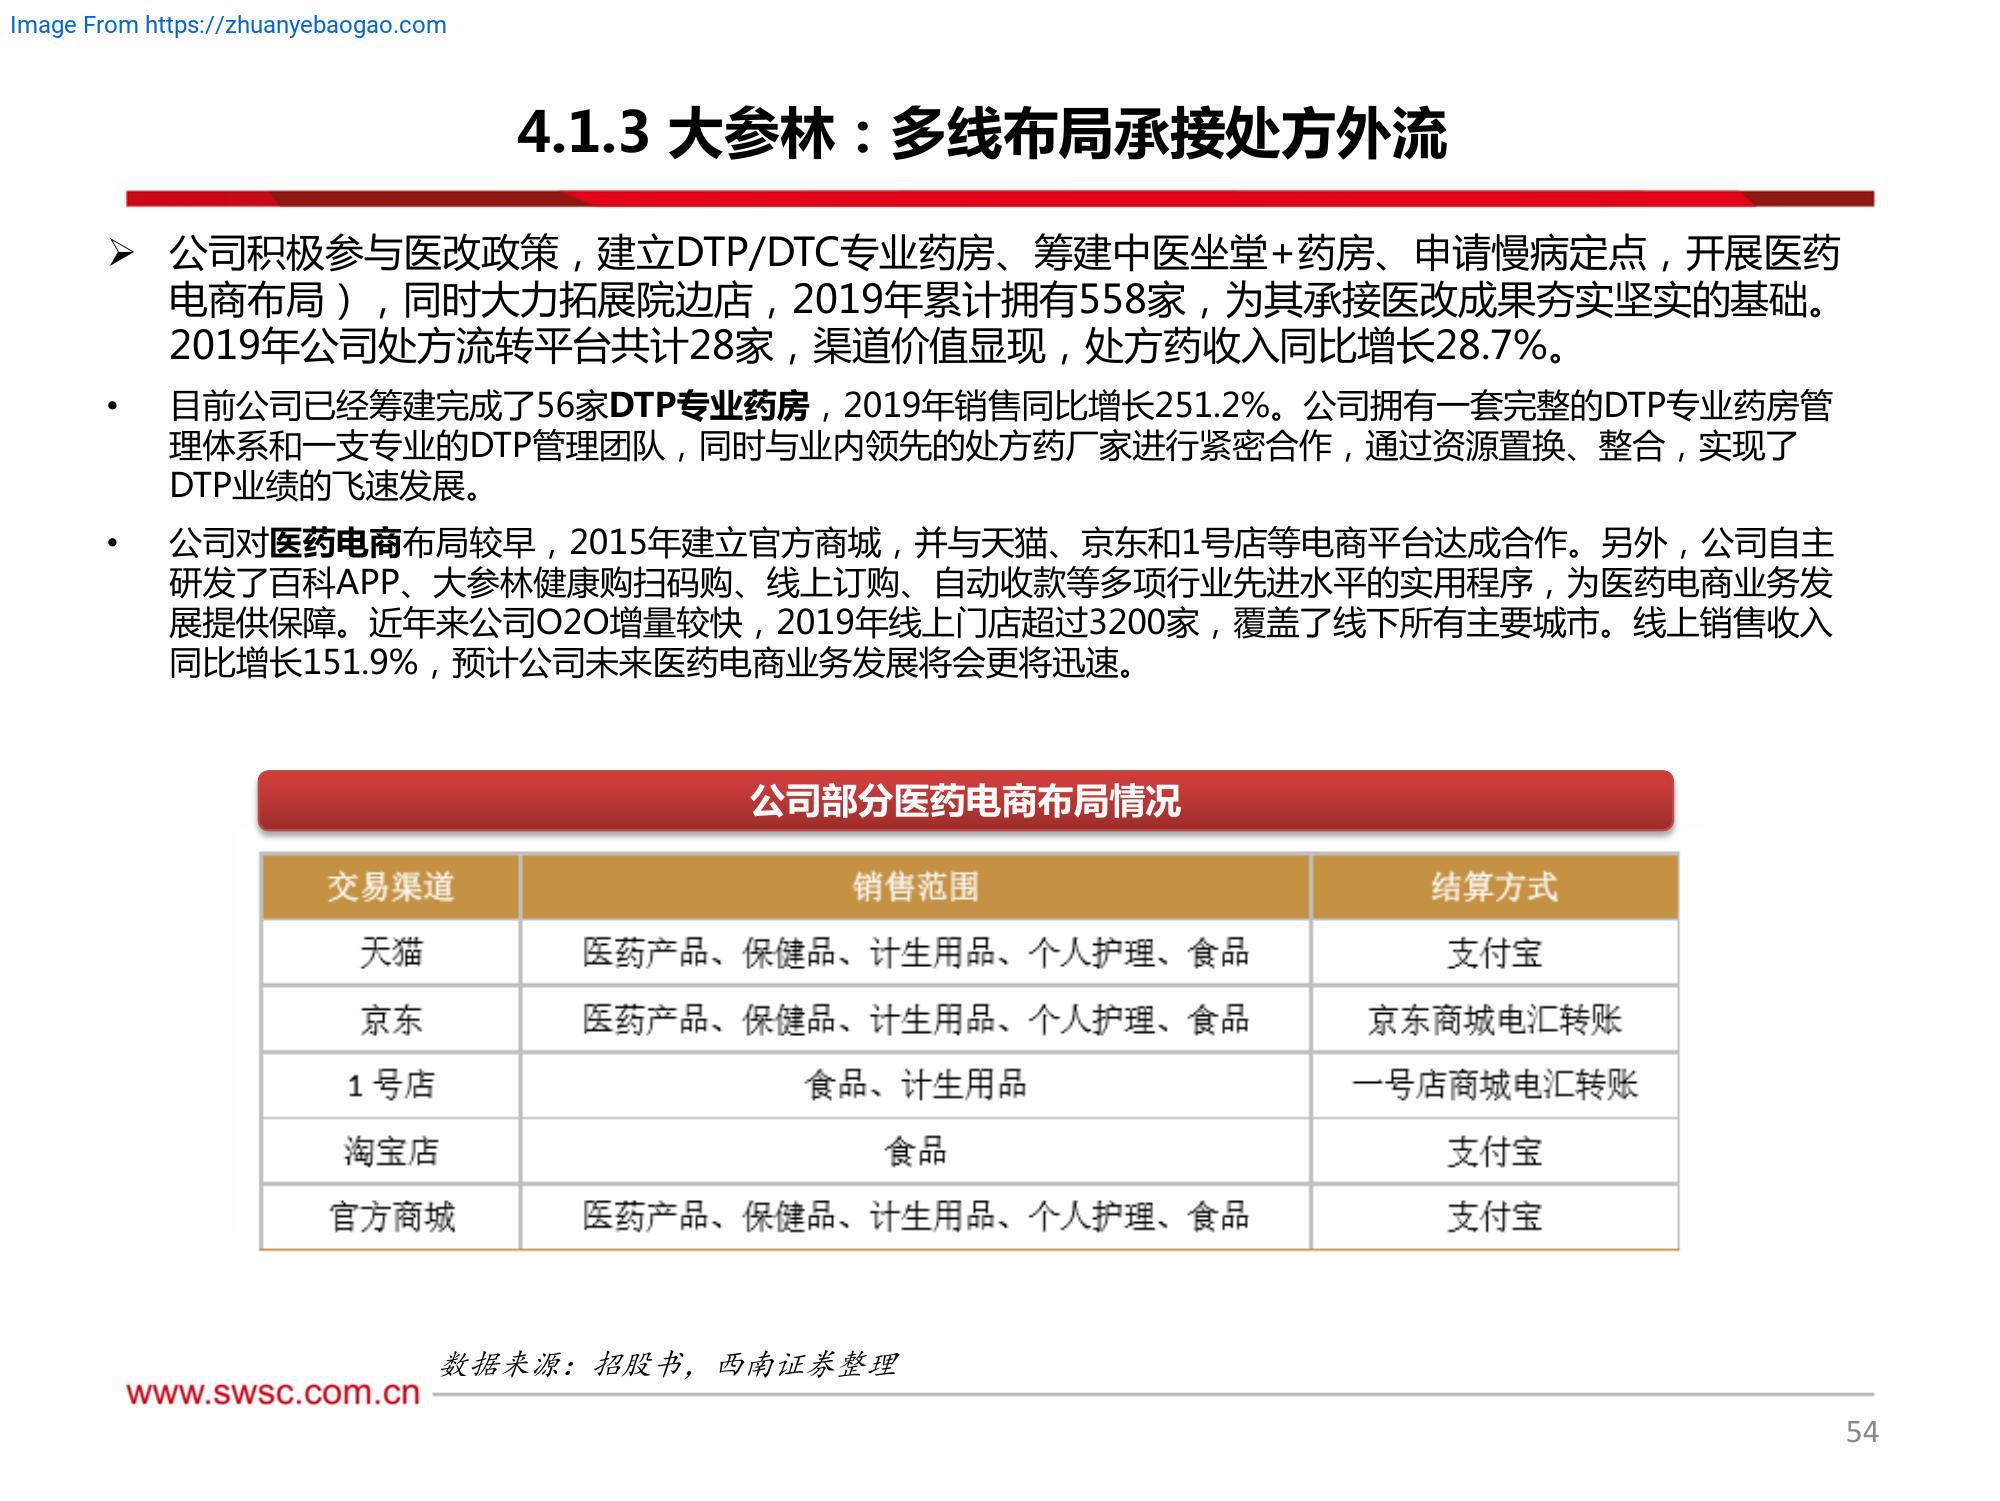 Image From https://zhuanyebaogao.com
4.1.3 大参林：多线布局承接处方外流
➢ 公司积极参与医改政策，建立DTP/DTC专业药房、筹建中医坐堂+药房、申请慢病定点，开展医药
电商布局），同时大力拓展院边店，2019年累计拥有558家，为其承接医改成果夯实坚实的基础。
2019年公司处方流转平台共计28家，渠道价值显现，处方药收入同比增长28.7%。
• 目前公司已经筹建完成了56家DTP专业药房，2019年销售同比增长251.2%。公司拥有一套完整的DTP专业药房管
理体系和一支专业的DTP管理团队，同时与业内领先的处方药厂家进行紧密合作，通过资源置换、整合，实现了
DTP业绩的飞速发展。
• 公司对医药电商布局较早，2015年建立官方商城，并与天猫、京东和1号店等电商平台达成合作。另外，公司自主
研发了百科APP、大参林健康购扫码购、线上订购、自动收款等多项行业先进水平的实用程序，为医药电商业务发
展提供保障。近年来公司O2O增量较快，2019年线上门店超过3200家，覆盖了线下所有主要城市。线上销售收入
同比增长151.9%，预计公司未来医药电商业务发展将会更将迅速。
公司部分医药电商布局情况
交易渠道 销售范围 结算方式
天猫 医药产品、保健品、计生用品、个人护理、食品 支付宝
京东 医药产品、保健品、计生用品、个人护理、食品 京东商城电汇转账
1 号店 食品、计生用品 一号店商城电汇转账
淘宝店 食品 支付宝
官方商城 医药产品、保健品、计生用品、个人护理、食品 支付宝
数据来源：招股书，西南证券整理
www.swsc.com.cn
54